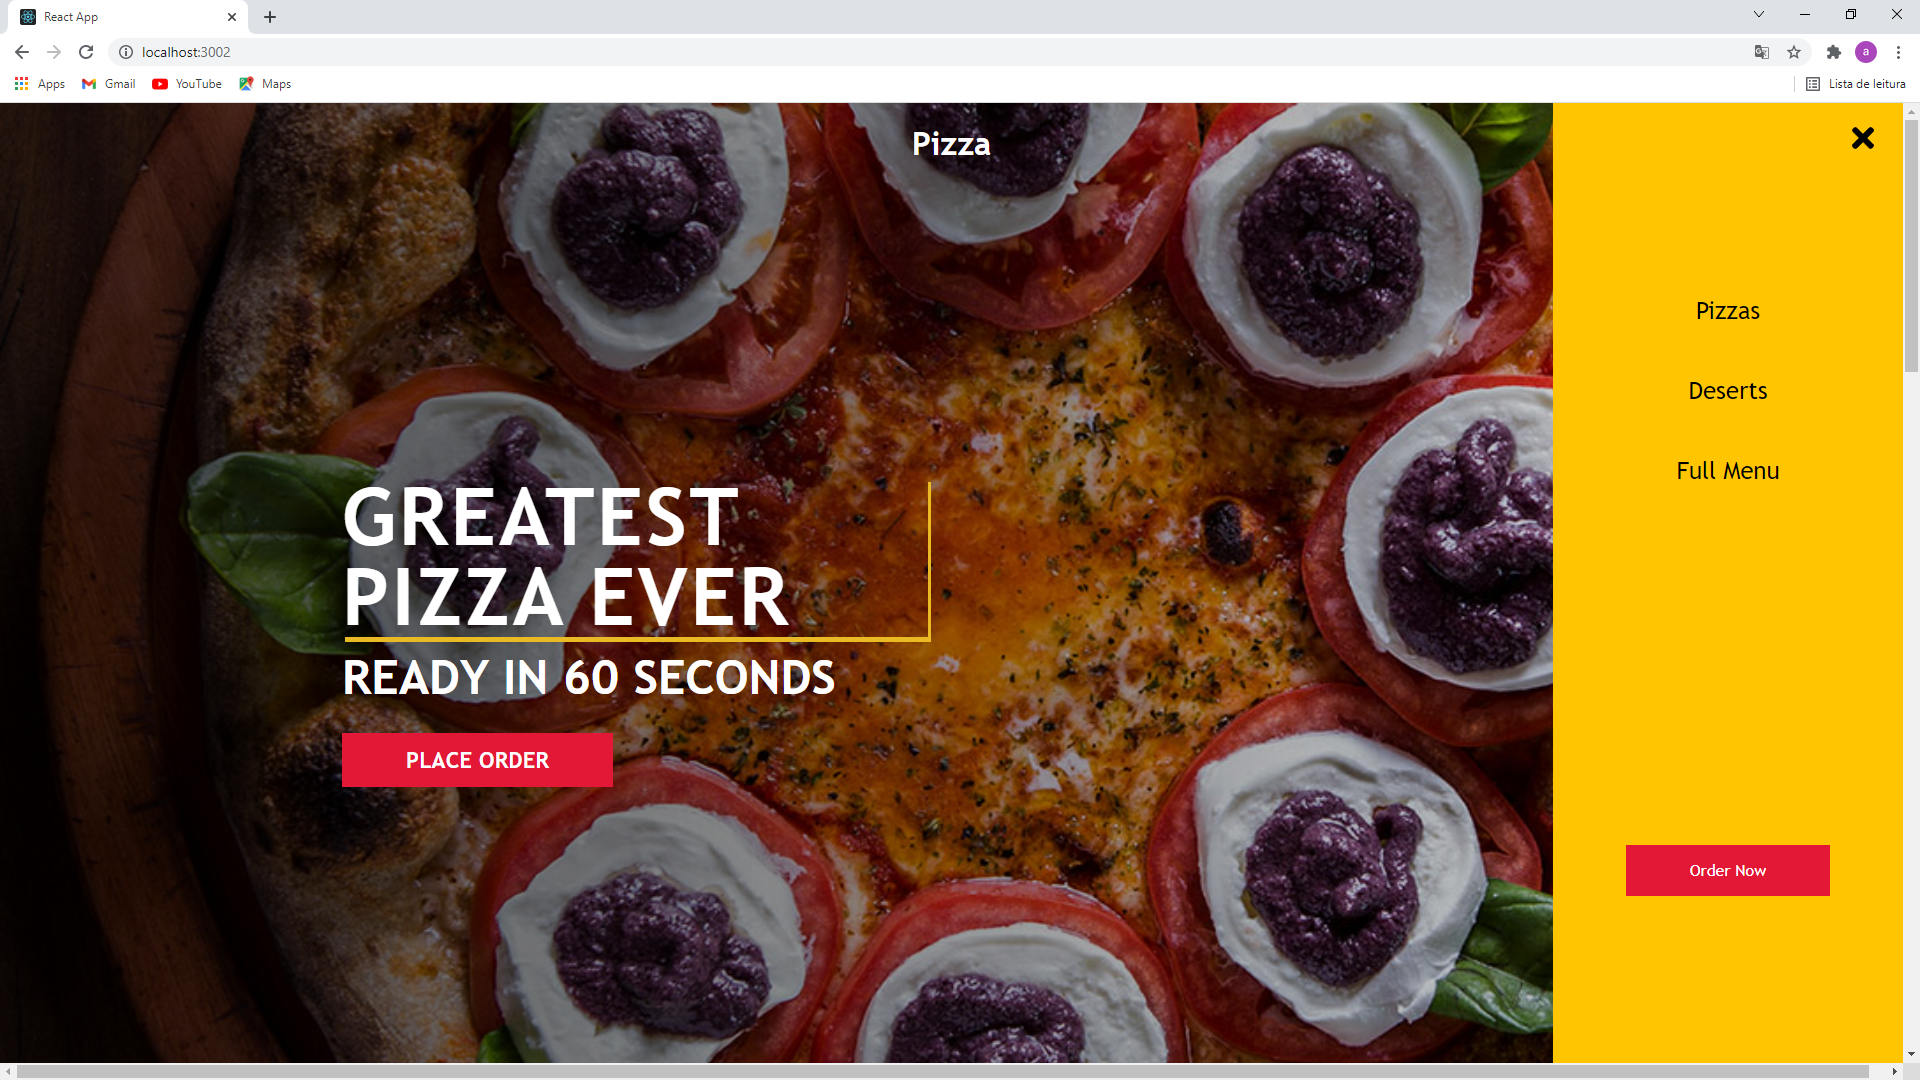 React App
localhost:3002
a
Apps
Gmail
YouTube
Maps
Lista de leitura
Pizza
GREATEST
PIZZA EVER
READY IN 60 SECONDS
PLACE ORDER
Pizzas
Deserts
Full Menu
Order Now